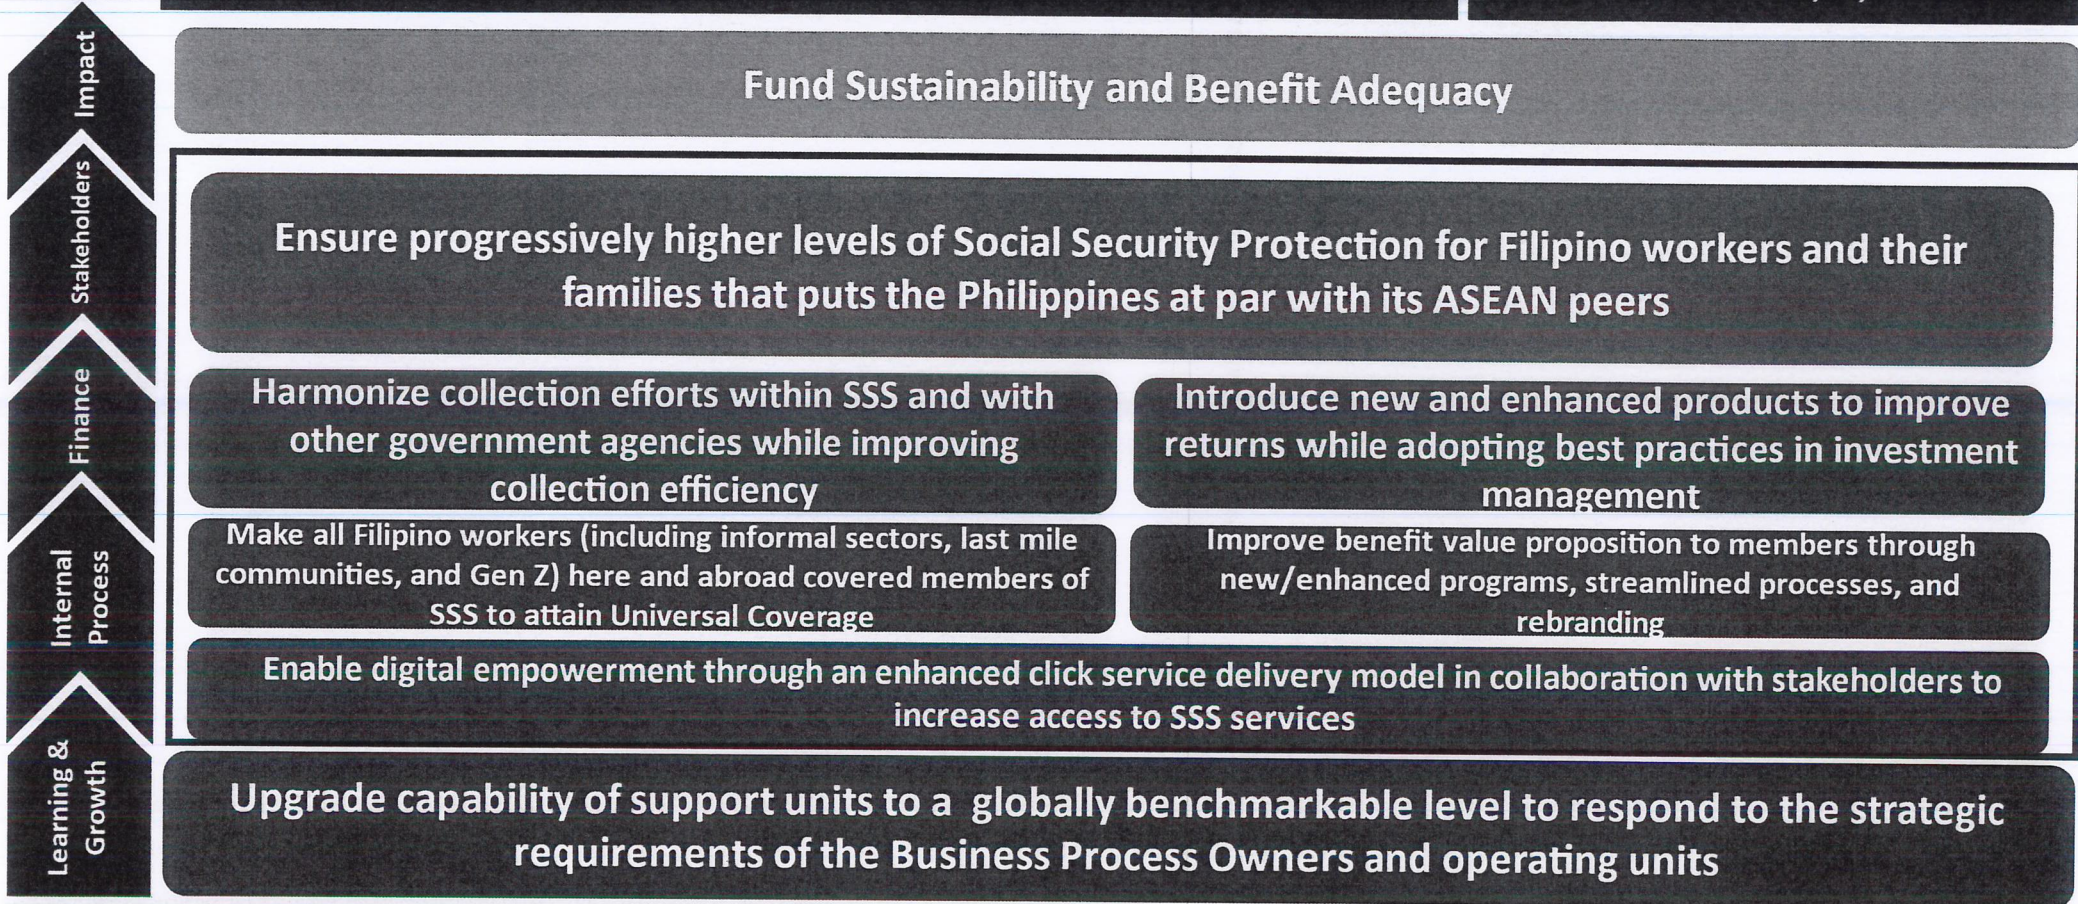 Impact
Fund Sustainability and Benefit Adequacy
Stakeholders
Ensure progressively higher levels of Social Security Protection for Filipino workers and their
families that puts the Philippines at par with its ASEAN peers
Finance
Harmonize collection efforts within SSS and with
other government agencies while improving
collection efficiency
Introduce new and enhanced products to improve
returns while adopting best practices in investment
management
Internal
Process
Make all Filipino workers (including informal sectors, last mile
communities, and Gen Z) here and abroad covered members of
SSS to attain Universal Coverage
Improve benefit value proposition to members through
new/enhanced programs, streamlined processes, and
rebranding
Enable digital empowerment through an enhanced click service delivery model in collaboration with stakeholders to
increase access to SSS services
Learning &
Growth
Upgrade capability of support units to a globally benchmarkable level to respond to the strategic
requirements of the Business Process Owners and operating units